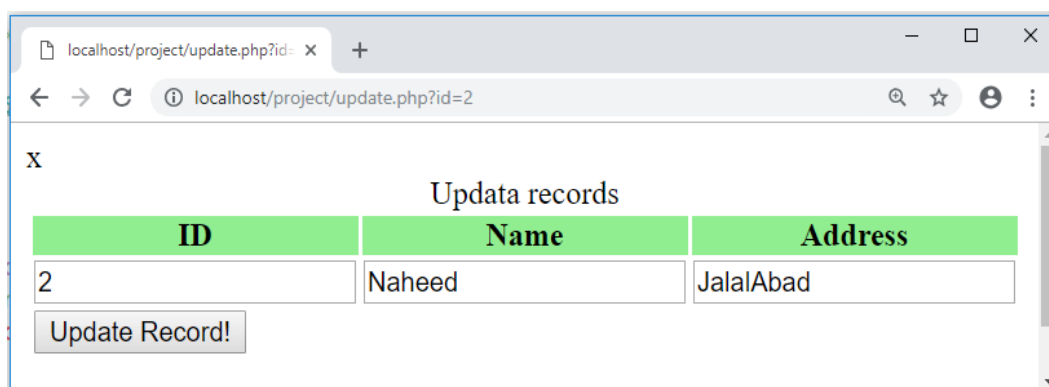 localhost/project/update.php?id=
localhost/project/update.php?id=2
x
Updata records
ID Name Address
2 Naheed JalalAbad
Update Record!